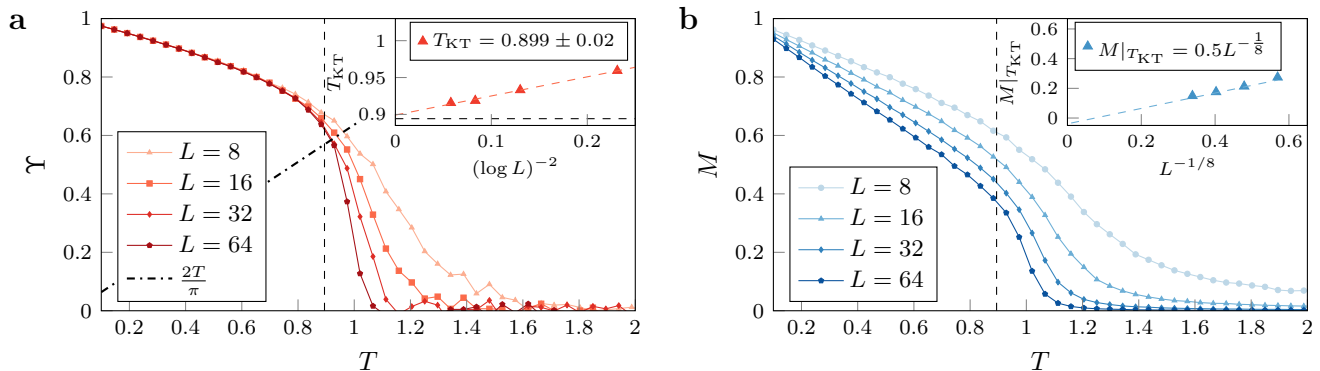 a
Υ
1
0.8
0.6
0.4
0.2
0
0.2 0.4 0.6 0.8 1 1.2 1.4 1.6 1.8 2
T
L = 8
L = 16
L = 32
L = 64
2T/π
T_KT
1
0.95
0.9
0 0.1 0.2
(log L)^{-2}
T_KT = 0.899 ± 0.02
b
M
1
0.8
0.6
0.4
0.2
0
0.2 0.4 0.6 0.8 1 1.2 1.4 1.6 1.8 2
T
L = 8
L = 16
L = 32
L = 64
M|_{T_KT}
0.6
0.4
0.2
0
0 0.2 0.4 0.6
L^{-1/8}
M|_{T_KT} = 0.5L^{-1/8}